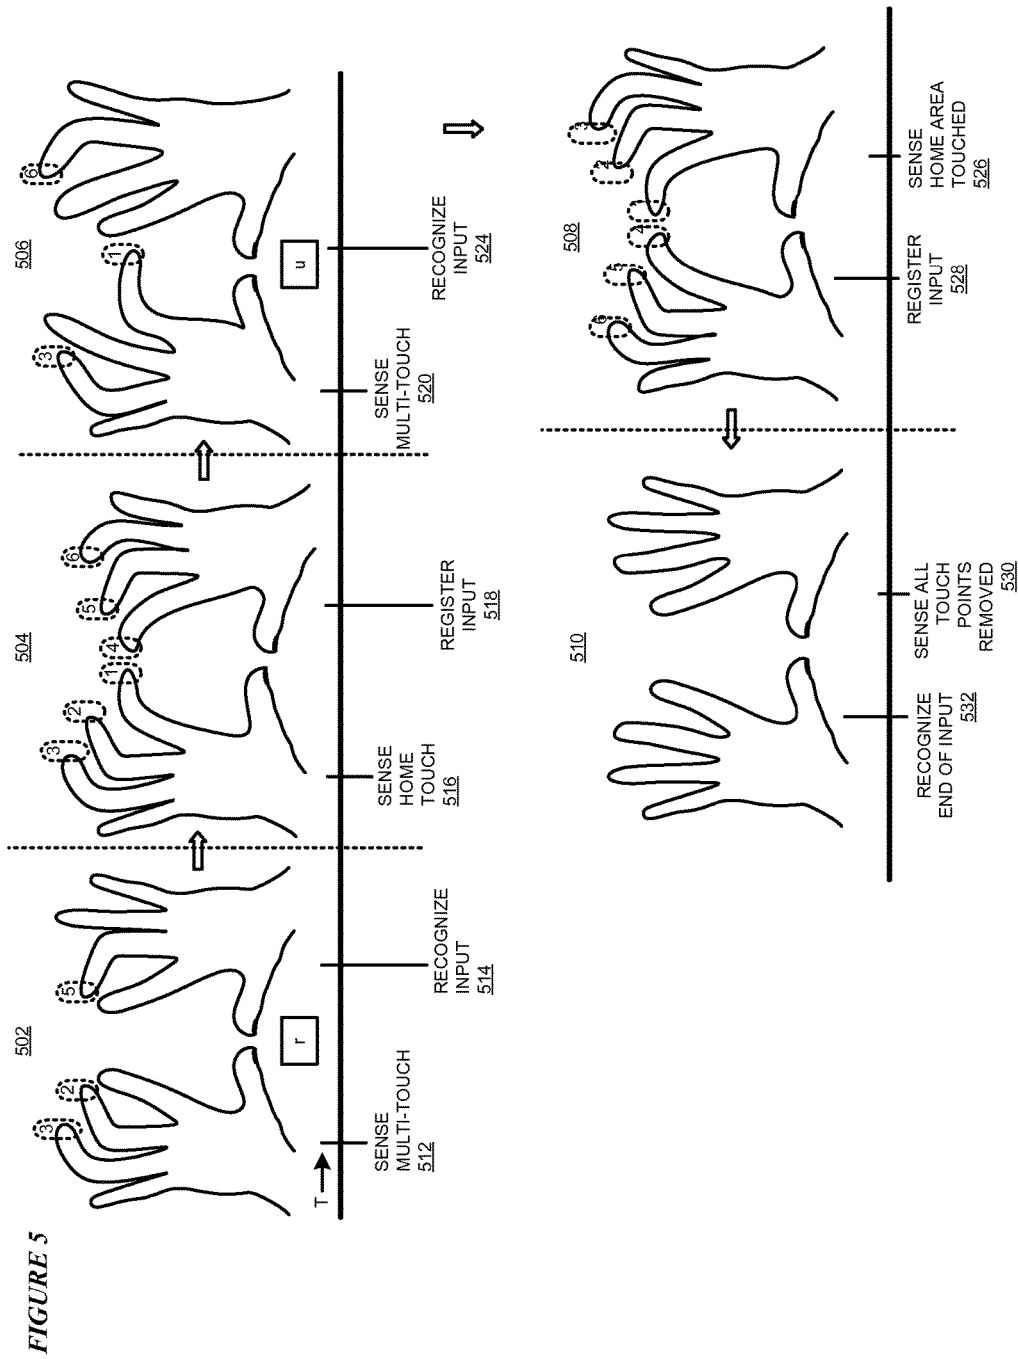 FIGURE 5
502
3
2
5
r
T
SENSE
MULTI-TOUCH
512
RECOGNIZE
INPUT
514
504
3
2
1
4
5
6
SENSE
HOME
TOUCH
516
REGISTER
INPUT
518
506
3
1
6
u
SENSE
MULTI-TOUCH
520
RECOGNIZE
INPUT
524
508
4
REGISTER
INPUT
528
SENSE
HOME AREA
TOUCHED
526
510
RECOGNIZE
END OF INPUT
532
SENSE ALL
TOUCH
POINTS
REMOVED
530